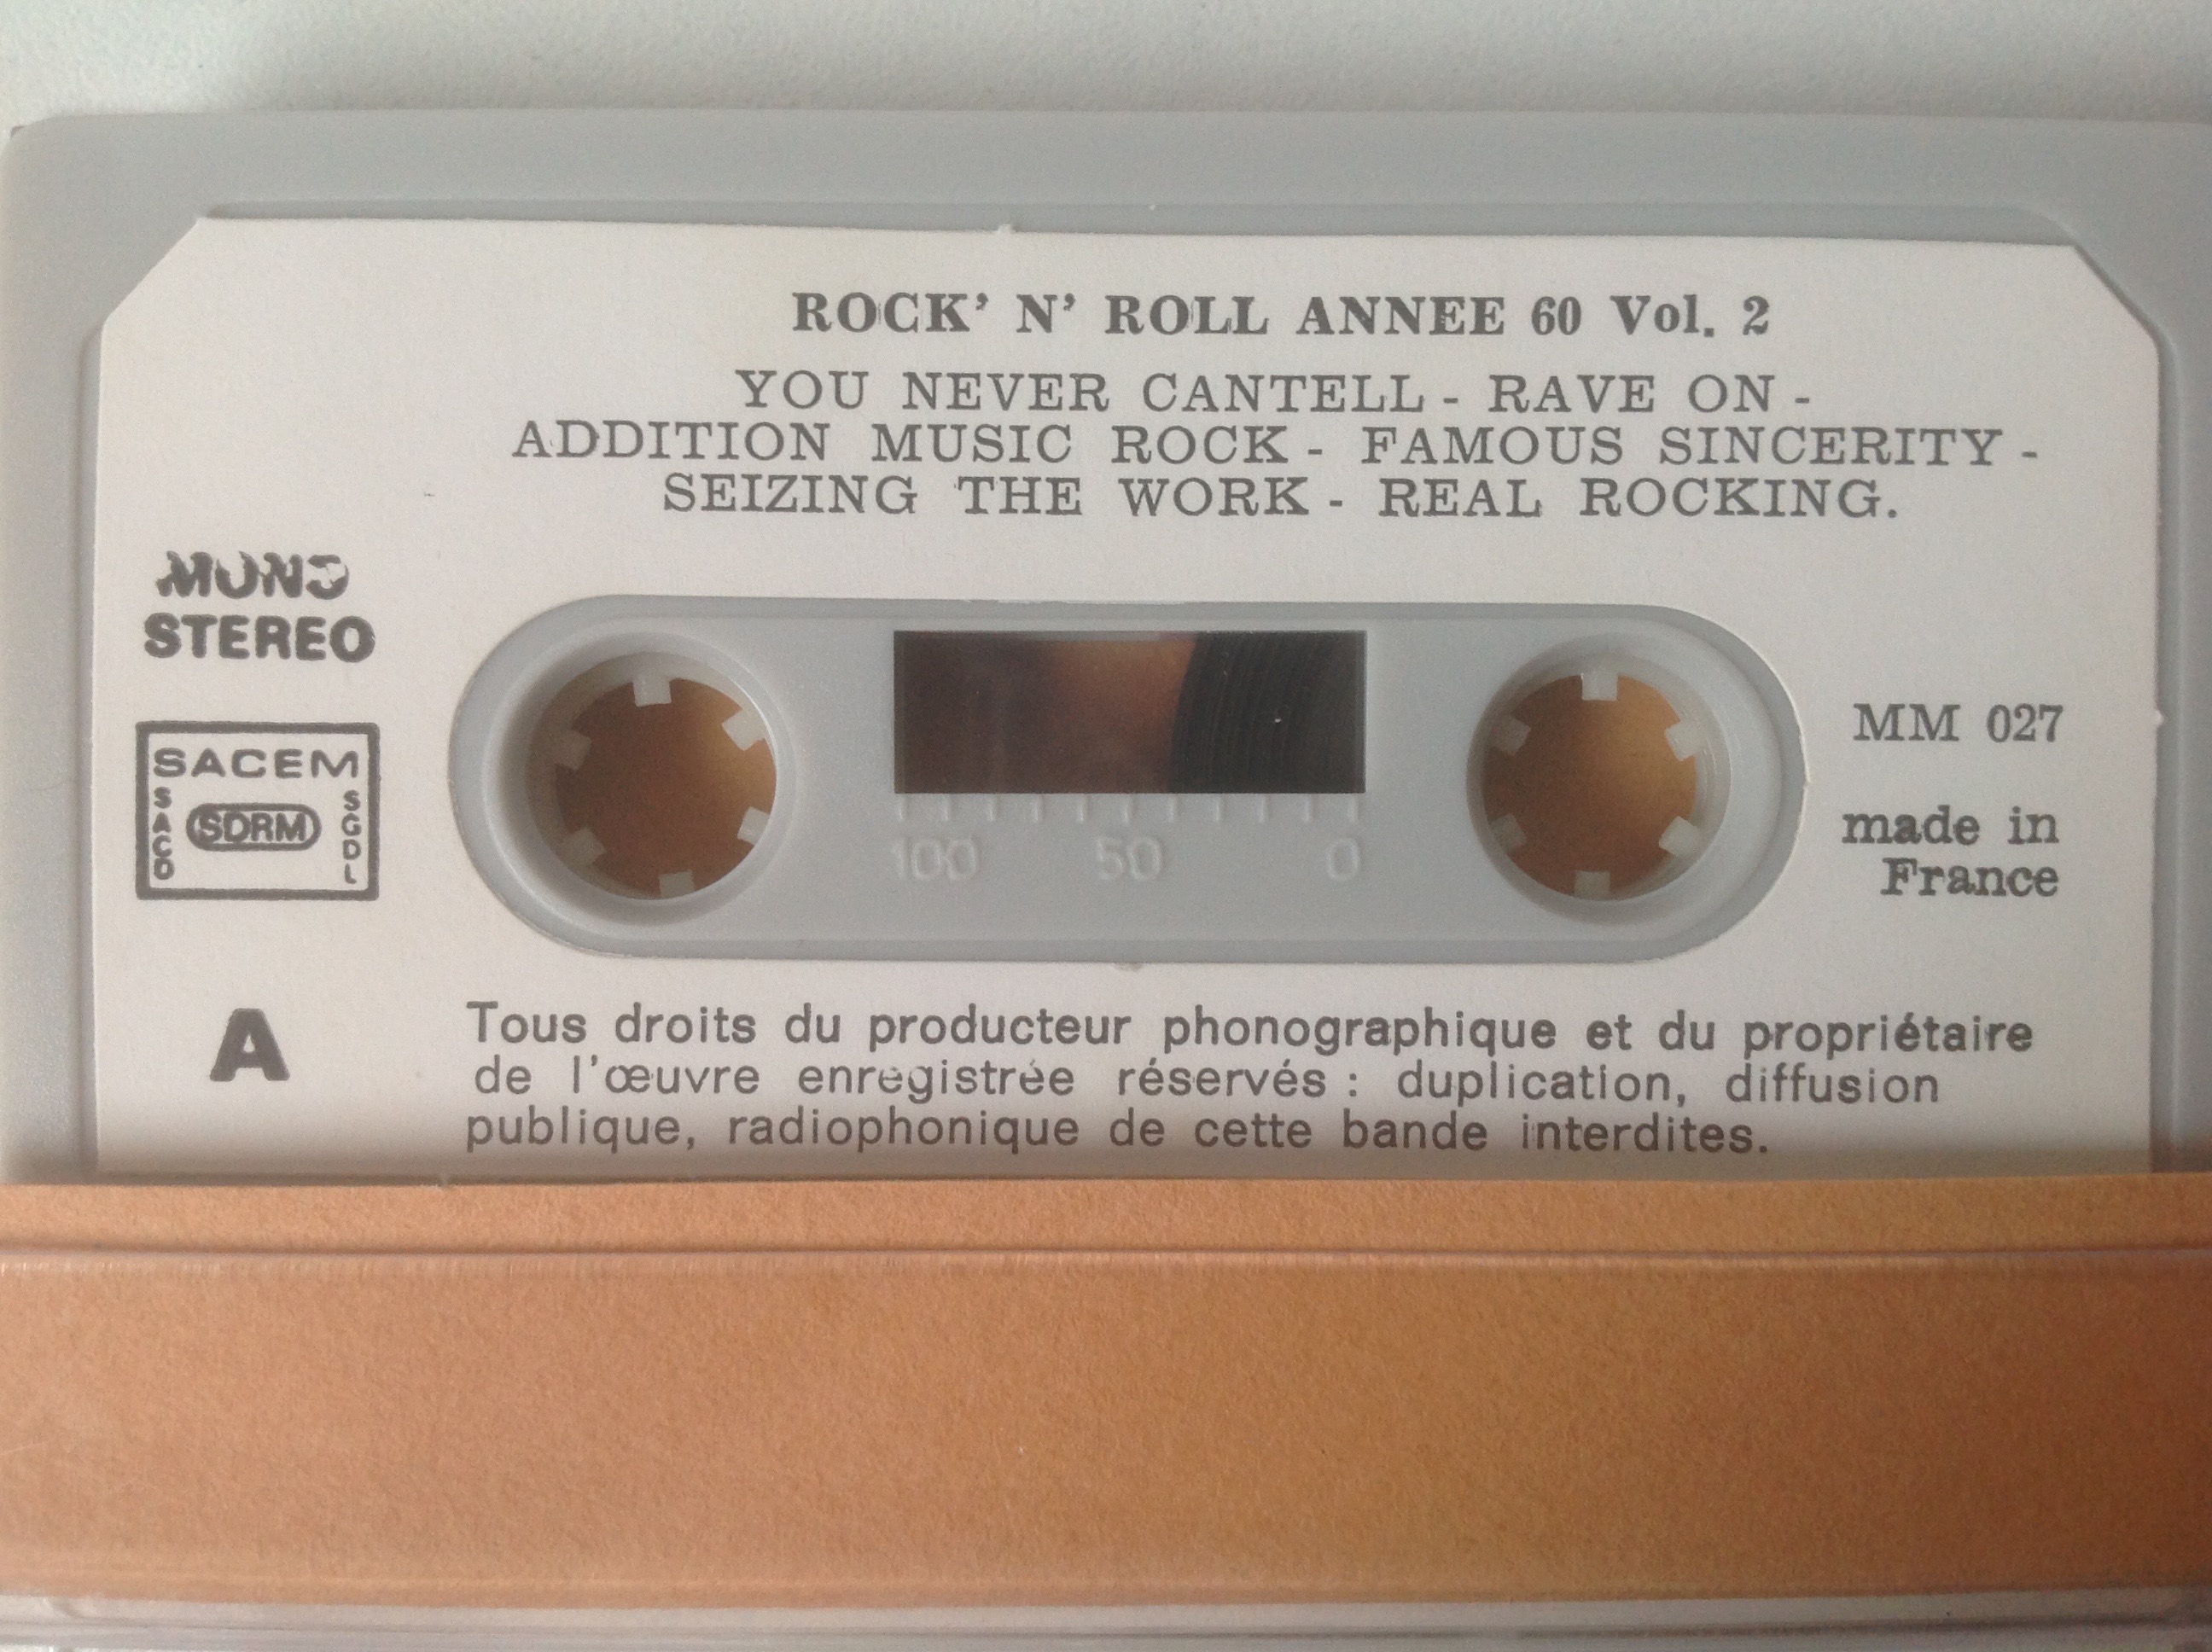 ROCK' N' ROLL ANNEE 60 Vol. 2
YOU NEVER CANTELL - RAVE ON -
ADDITION MUSIC ROCK - FAMOUS SINCERITY -
SEIZING THE WORK - REAL ROCKING.
MONO
STEREO
SACEM
SACD
SDRM
SGDL
100 50 0
MM 027
made in
France
A
Tous droits du producteur phonographique et du propriétaire
de l'œuvre enregistrée réservés : duplication, diffusion
publique, radiophonique de cette bande interdites.